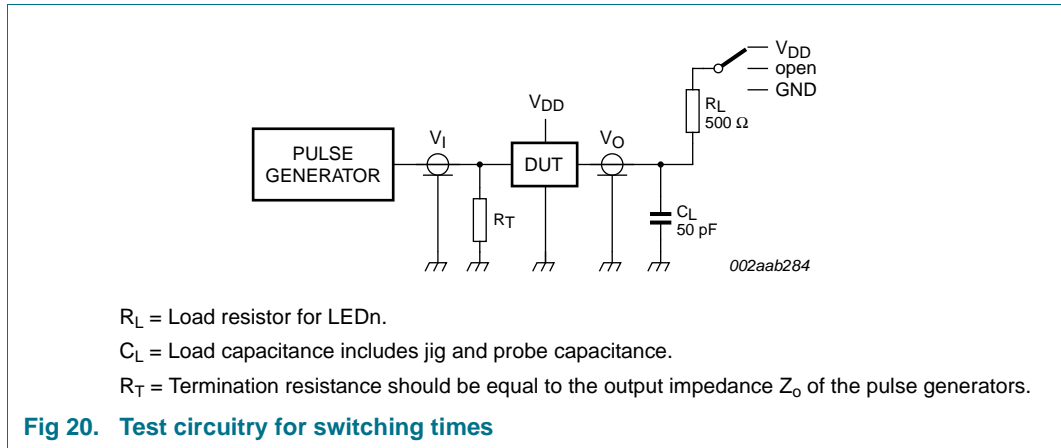 VDD
open
GND
RL
500 Ω
VDD
VI
VO
PULSE
GENERATOR
DUT
RT
CL
50 pF
002aab284
RL = Load resistor for LEDn.
CL = Load capacitance includes jig and probe capacitance.
RT = Termination resistance should be equal to the output impedance Zo of the pulse generators.
Fig 20. Test circuitry for switching times